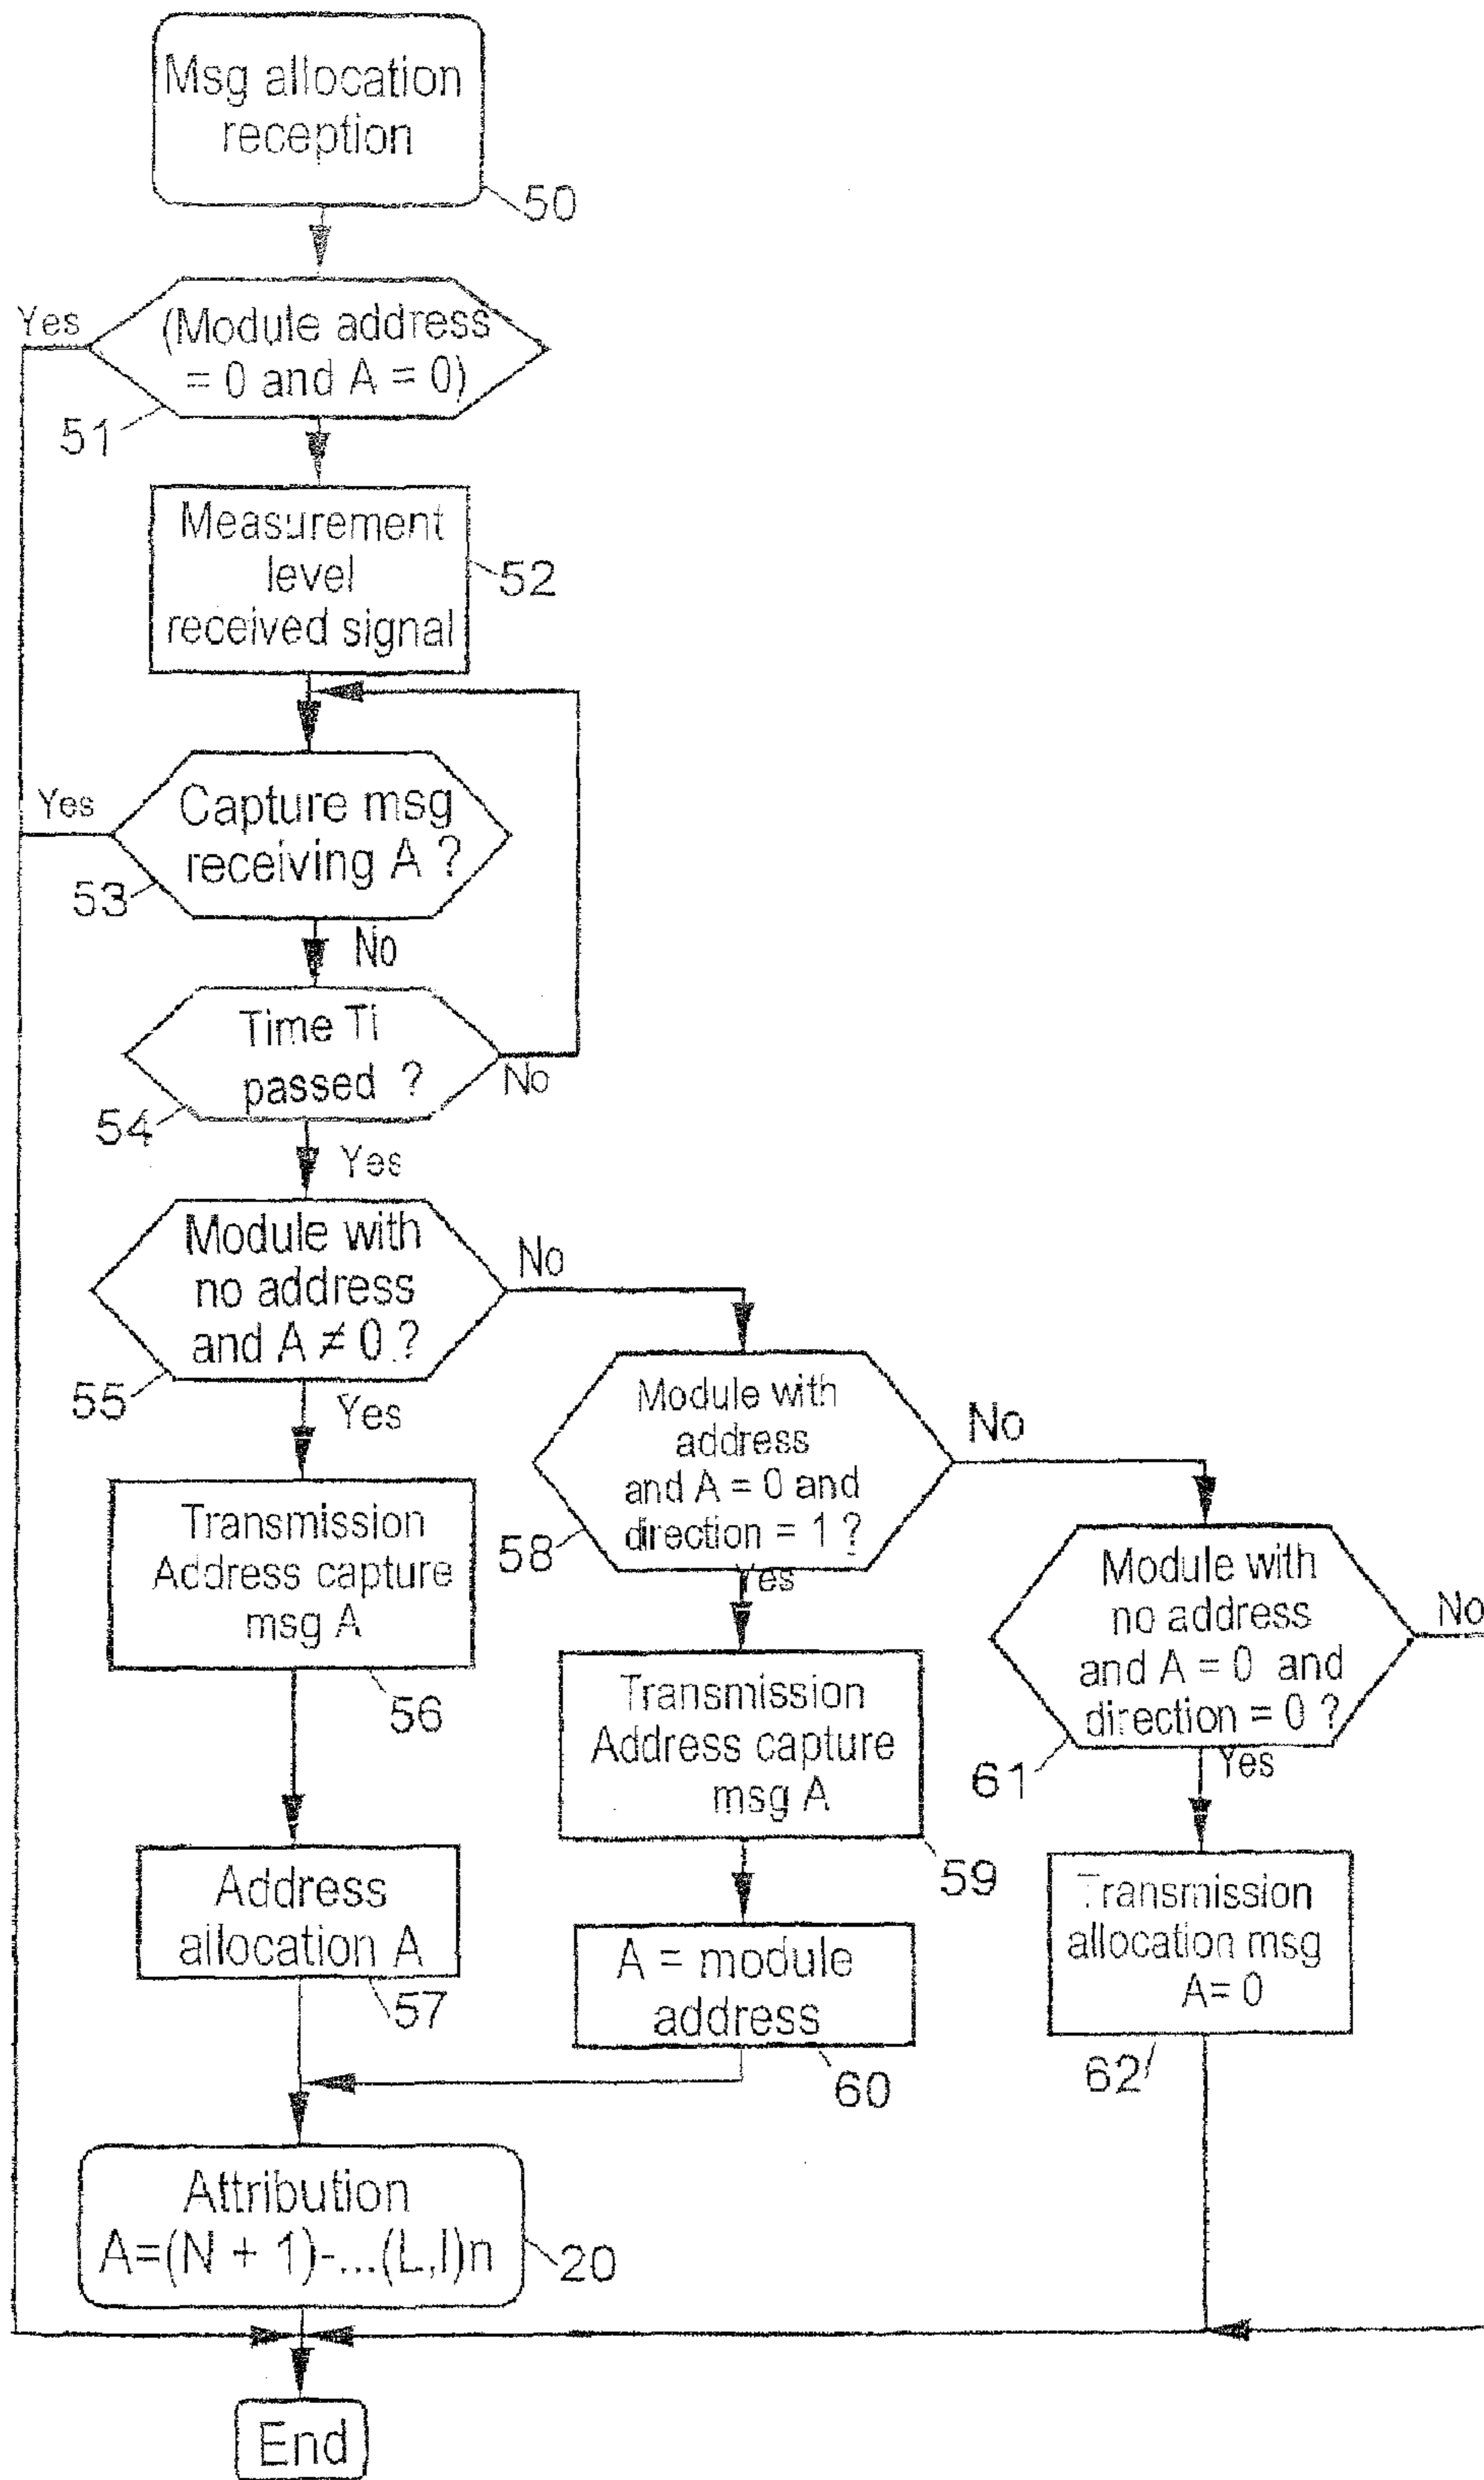 Msg allocation
reception
50
Yes
(Module address
= 0 and A = 0)
51
Measurement
level
received signal
52
Yes
Capture msg
receiving A ?
53
No
Time Ti
passed ?
No
54
Yes
Module with
no address
and A ≠ 0 ?
No
55
Yes
Module with
address
and A = 0 and
direction = 1 ?
No
58
Yes
Transmission
Address capture
msg A
56
Module with
no address
and A = 0 and
direction = 0 ?
No
61
Yes
Transmission
Address capture
msg A
59
Address
allocation A
57
A = module
address
60
Transmission
allocation msg
A= 0
62
Attribution
A=(N + 1)-...(L,I)n
20
End